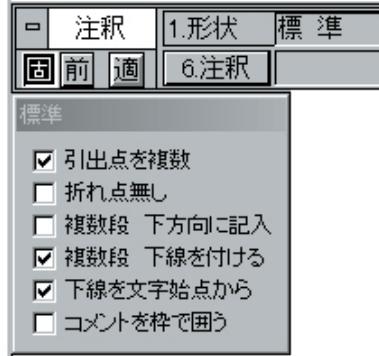 注釈 1.形状 標 準
固 前 適 6.注釈
標準
引出点を複数
折れ点無し
複数段 下方向に記入
複数段 下線を付ける
下線を文字始点から
コメントを枠で囲う